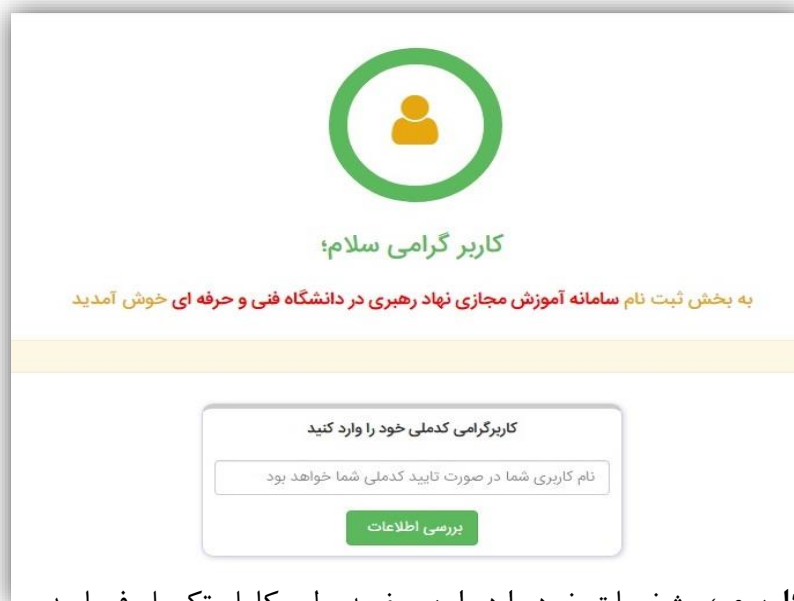 کاربر گرامی سلام؛
به بخش ثبت نام سامانه آموزش مجازی نهاد رهبری در دانشگاه فنی و حرفه ای خوش آمدید
کاربرگرامی کدملی خود را وارد کنید
نام کاربری شما در صورت تایید کدملی شما خواهد بود
بررسی اطلاعات